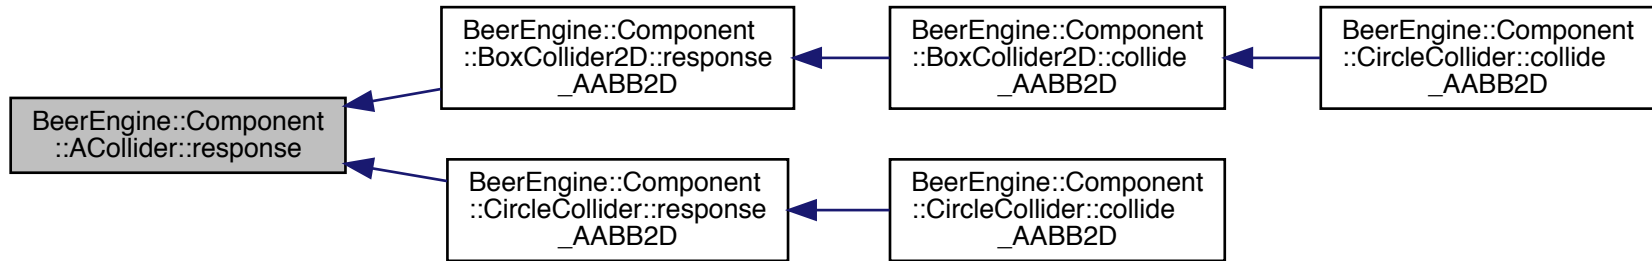 BeerEngine::Component
::ACollider::response
BeerEngine::Component
::BoxCollider2D::response
_AABB2D
BeerEngine::Component
::BoxCollider2D::collide
_AABB2D
BeerEngine::Component
::CircleCollider::collide
_AABB2D
BeerEngine::Component
::CircleCollider::response
_AABB2D
BeerEngine::Component
::CircleCollider::collide
_AABB2D